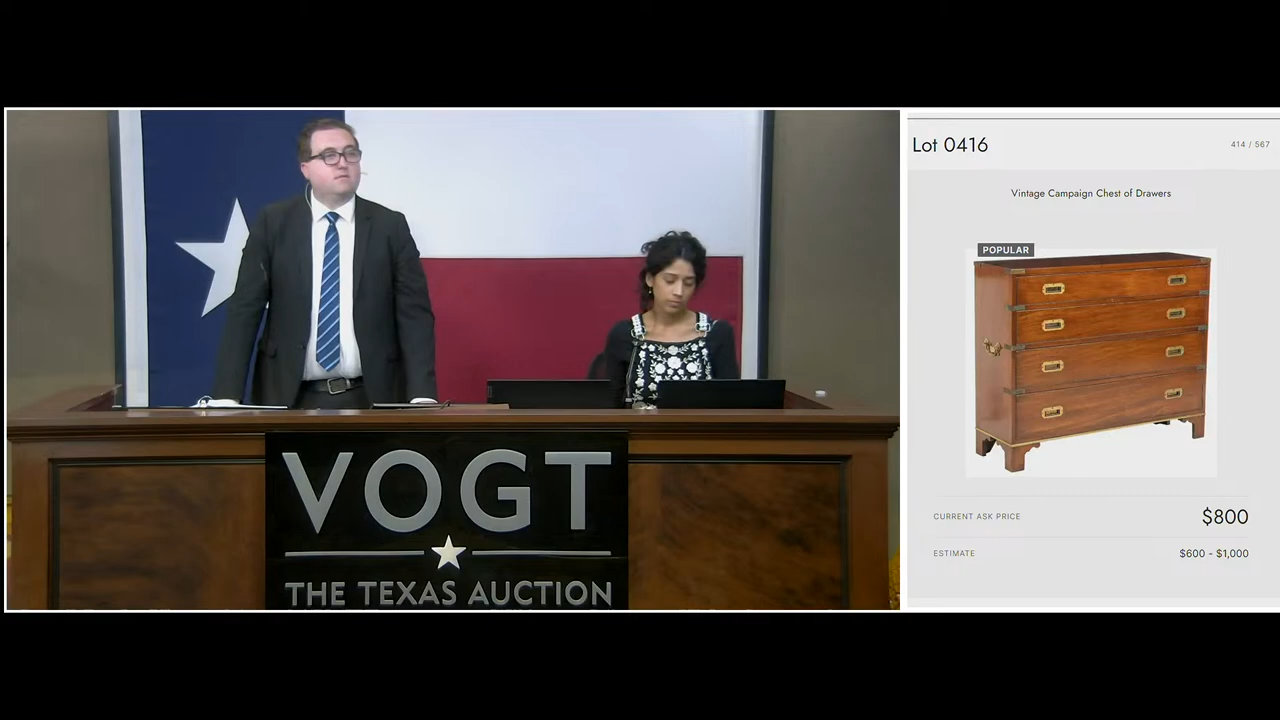 Lot 0416
414 / 567
Vintage Campaign Chest of Drawers
POPULAR
CURRENT ASK PRICE
$800
ESTIMATE
$600 - $1,000
VOGT
THE TEXAS AUCTION